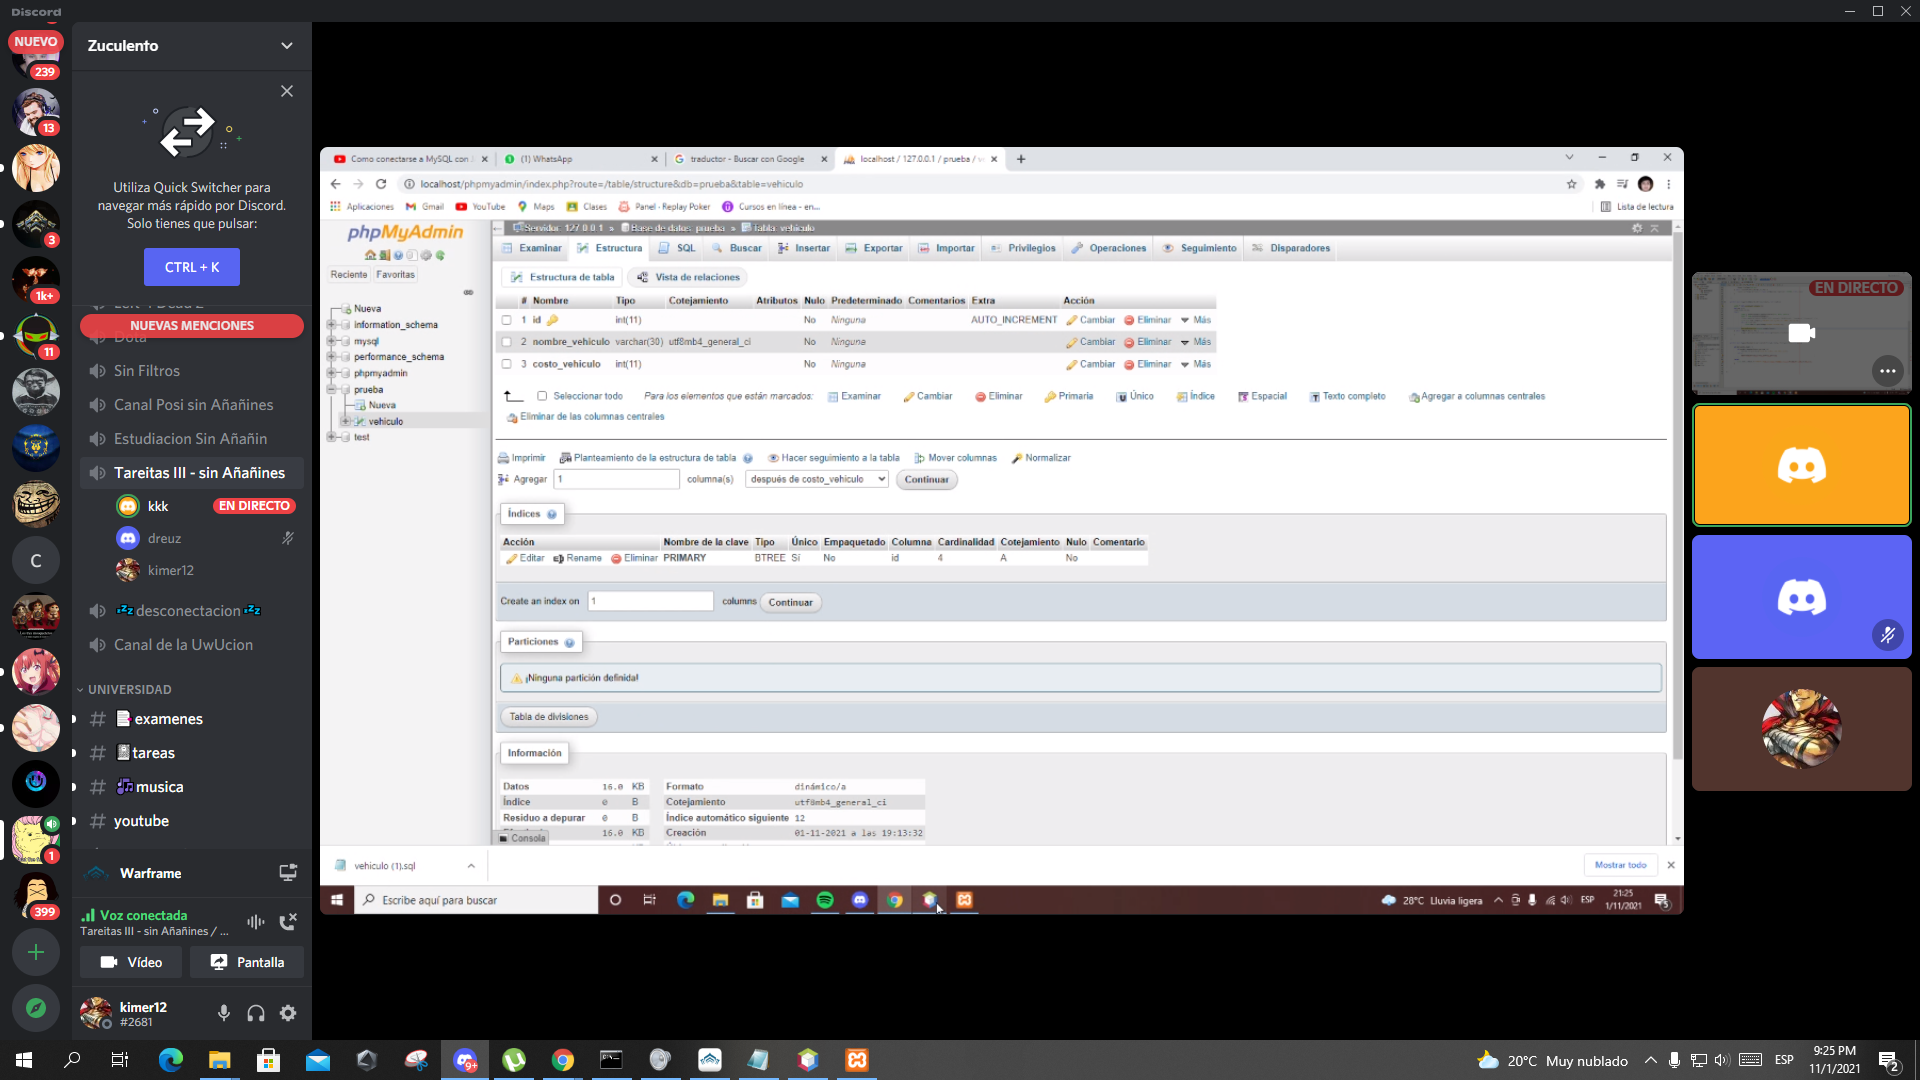 Discord
NUEVO
239
13
3
1k+
11
C
1
399
Zuculento
Utiliza Quick Switcher para
navegar más rápido por Discord.
Solo tienes que pulsar:
CTRL + K
NUEVAS MENCIONES
Sin Filtros
Canal Posi sin Añañines
Estudiacion Sin Añañin
Tareitas III - sin Añañines
kkk EN DIRECTO
dreuz
kimer12
desconectacion
Canal de la UwUcion
UNIVERSIDAD
# examenes
# tareas
# musica
# youtube
Warframe
Voz conectada
Tareitas III - sin Añañines / ...
Vídeo Pantalla
kimer12
#2681
Como conectarse a MySQL con
(1) WhatsApp
traductor - Buscar con Google
localhost / 127.0.0.1 / prueba /
localhost/phpmyadmin/index.php?route=/table/structure&db=prueba&table=vehiculo
Aplicaciones Gmail YouTube Maps Clases Panel · Replay Poker Cursos en línea - en... Lista de lectura
phpMyAdmin
Reciente Favoritas
Nueva
information_schema
mysql
performance_schema
phpmyadmin
prueba
Nueva
vehiculo
test
Servidor: 127.0.0.1 » Base de datos: prueba » Tabla: vehiculo
Examinar Estructura SQL Buscar Insertar Exportar Importar Privilegios Operaciones Seguimiento Disparadores
Estructura de tabla Vista de relaciones
# Nombre Tipo Cotejamiento Atributos Nulo Predeterminado Comentarios Extra Acción
1 id int(11) No Ninguna AUTO_INCREMENT Cambiar Eliminar Más
2 nombre_vehiculo varchar(30) utf8mb4_general_ci No Ninguna Cambiar Eliminar Más
3 costo_vehiculo int(11) No Ninguna Cambiar Eliminar Más
Seleccionar todo Para los elementos que están marcados: Examinar Cambiar Eliminar Primaria Único Índice Espacial Texto completo Agregar a columnas centrales
Eliminar de las columnas centrales
Imprimir Planteamiento de la estructura de tabla Hacer seguimiento a la tabla Mover columnas Normalizar
Agregar 1 columna(s) después de costo_vehiculo Continuar
Índices
Acción Nombre de la clave Tipo Único Empaquetado Columna Cardinalidad Cotejamiento Nulo Comentario
Editar Rename Eliminar PRIMARY BTREE Sí No id 4 A No
Create an index on 1 columns Continuar
Particiones
¡Ninguna partición definida!
Tabla de divisiones
Información
Datos 16.0 KB Formato dinámico/a
Índice 0 B Cotejamiento utf8mb4_general_ci
Residuo a depurar 0 B Índice automático siguiente 12
16.0 KB Creación 01-11-2021 a las 19:13:32
Consola
vehiculo (1).sql
Mostrar todo
Escribe aquí para buscar
28°C Lluvia ligera ESP
21:25
1/11/2021
5
EN DIRECTO
9+
20°C Muy nublado ESP
9:25 PM
11/1/2021
2